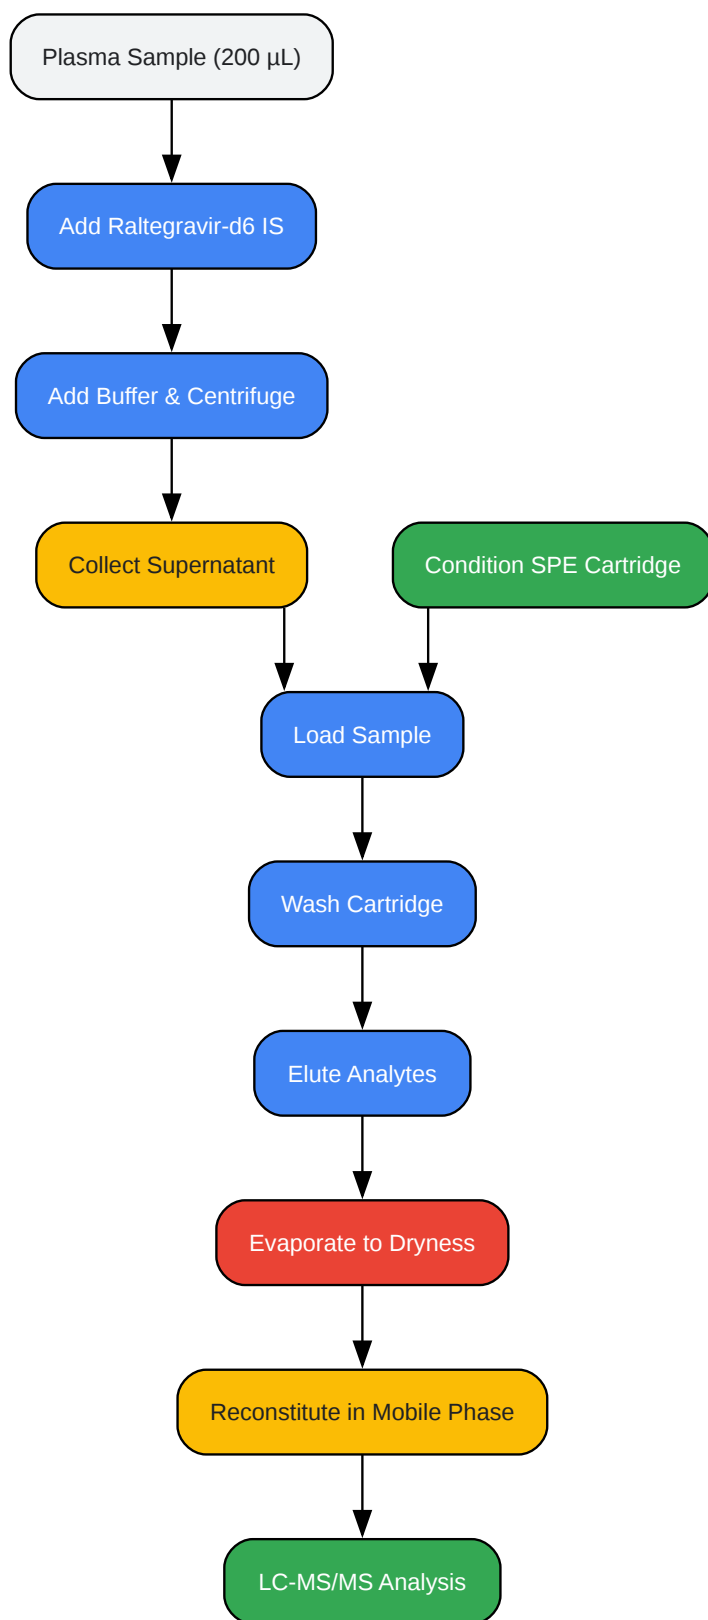 Plasma Sample (200 µL)
Add Raltegravir-d6 IS
Add Buffer & Centrifuge
Collect Supernatant
Condition SPE Cartridge
Load Sample
Wash Cartridge
Elute Analytes
Evaporate to Dryness
Reconstitute in Mobile Phase
LC-MS/MS Analysis